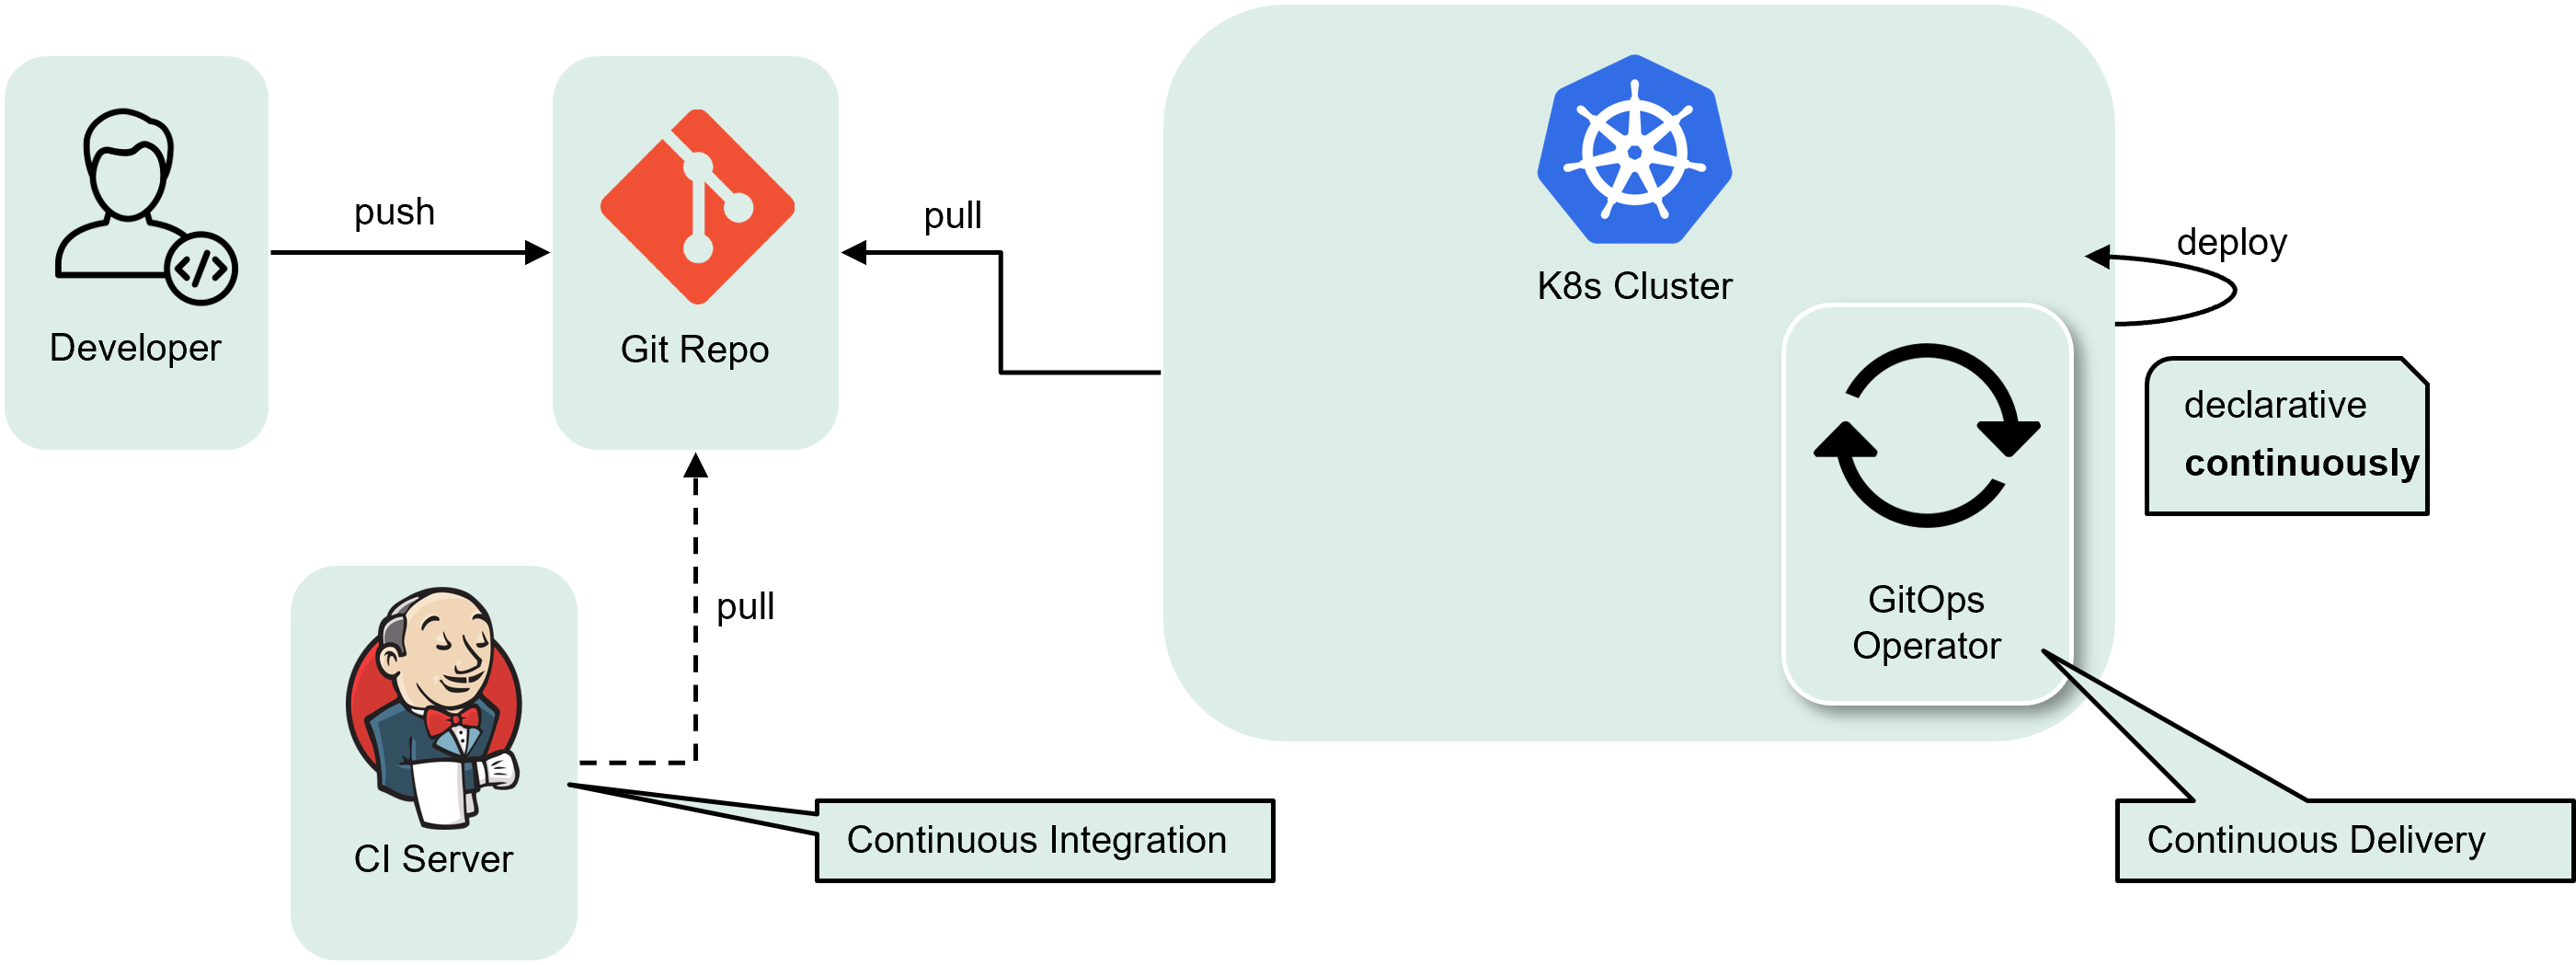 Developer
push
Git Repo
pull
K8s Cluster
deploy
declarative
continuously
GitOps
Operator
pull
CI Server
Continuous Integration
Continuous Delivery